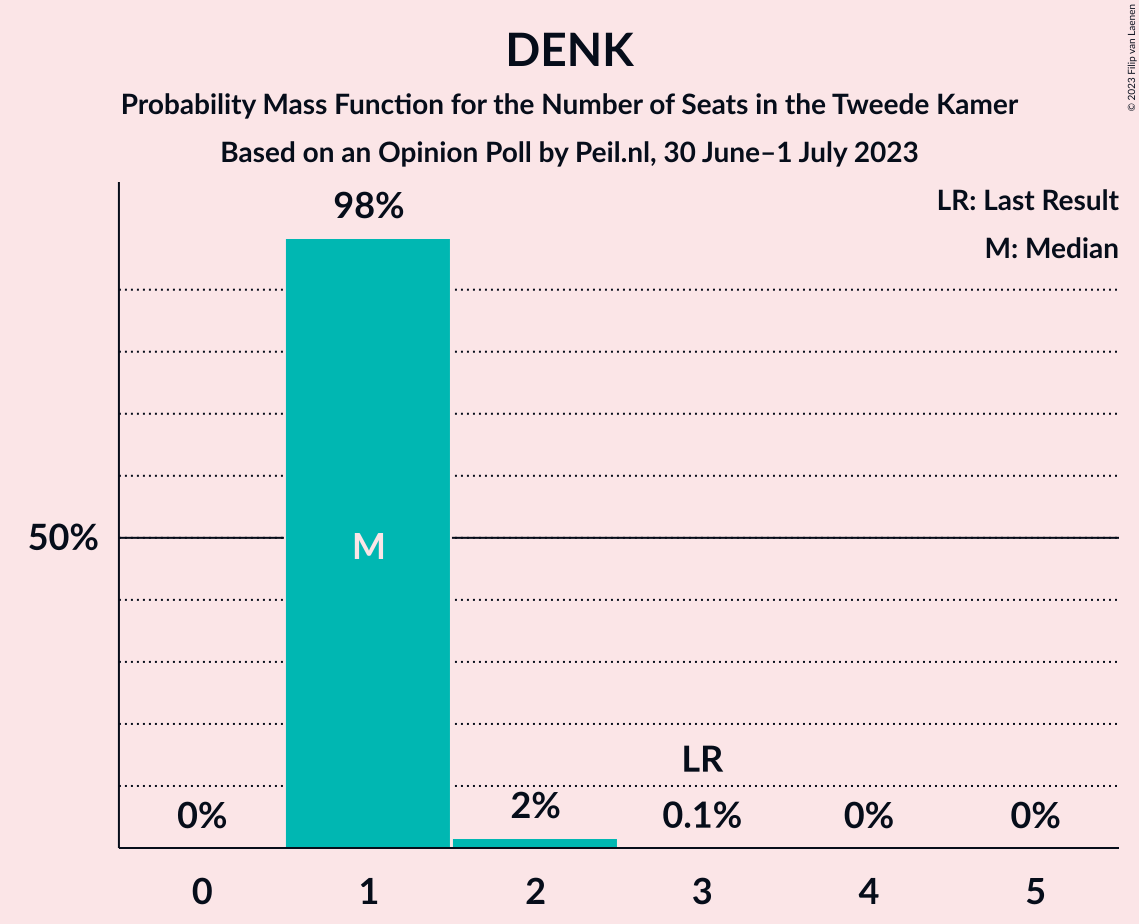 DENK
Probability Mass Function for the Number of Seats in the Tweede Kamer
Based on an Opinion Poll by Peil.nl, 30 June–1 July 2023
© 2023 Filip van Laenen
LR: Last Result
M: Median
98%
50%
M
LR
0%
2%
0.1%
0%
0%
0 1 2 3 4 5